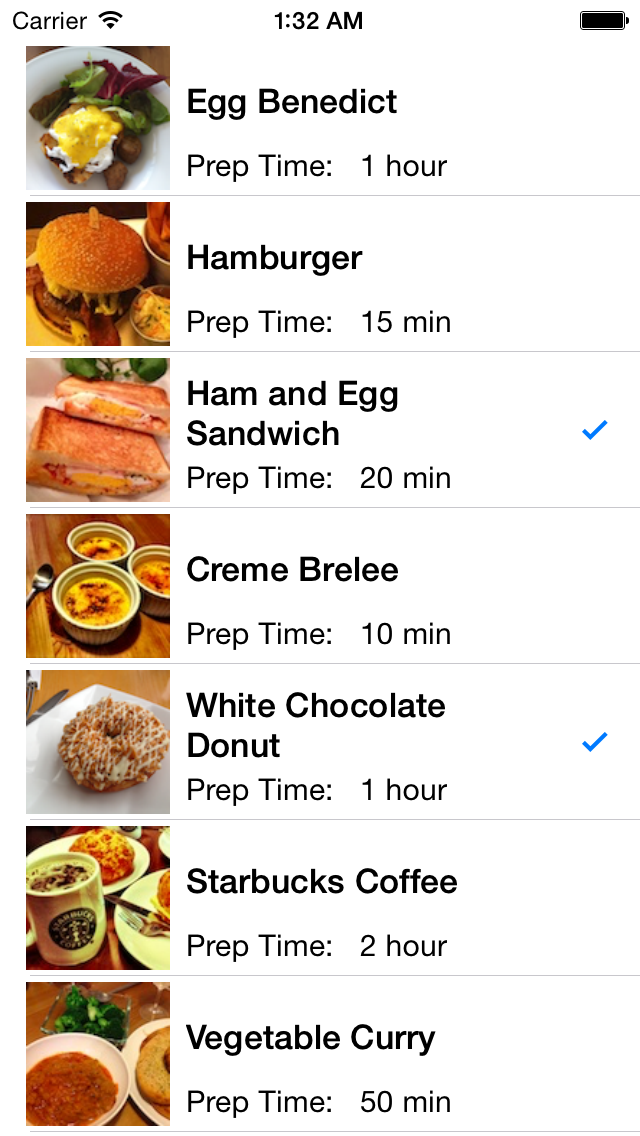 Carrier 1:32 AM
Egg Benedict
Prep Time: 1 hour
Hamburger
Prep Time: 15 min
Ham and Egg
Sandwich
Prep Time: 20 min
Creme Brelee
Prep Time: 10 min
White Chocolate
Donut
Prep Time: 1 hour
Starbucks Coffee
Prep Time: 2 hour
STARBUCKS
COFFEE
Vegetable Curry
Prep Time: 50 min